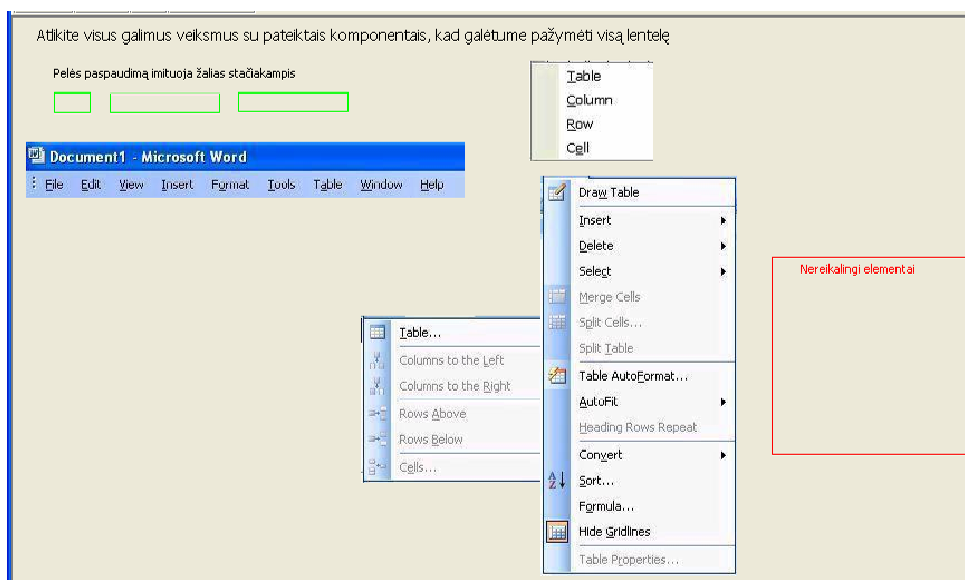 Atlikite visus galimus veiksmus su pateiktais komponentais, kad galėtume pažymėti visą lentelę
Pelės paspaudimą imituoja žalias stačiakampis
Table
Column
Row
Cell
Document1 - Microsoft Word
File Edit View Insert Format Tools Table Window Help
Draw Table
Insert
Delete
Select
Merge Cells
Split Cells...
Split Table
Table AutoFormat...
AutoFit
Heading Rows Repeat
Convert
Sort...
Formula...
Hide Gridlines
Table Properties...
Table...
Columns to the Left
Columns to the Right
Rows Above
Rows Below
Cells...
Nereikalingi elementai